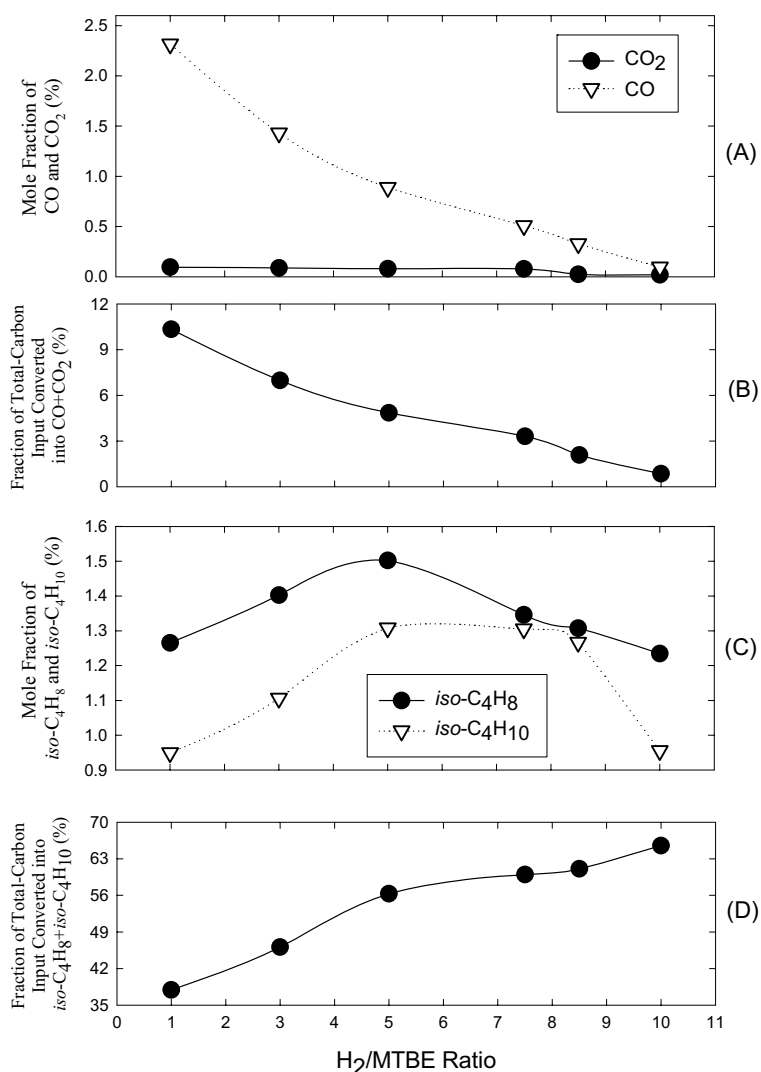 2.5
2.0
1.5
1.0
0.5
0.0
Mole Fraction of
CO and CO2 (%)
CO2
CO
(A)
12
9
6
3
0
Fraction of Total-Carbon
Input Converted
into CO+CO2 (%)
(B)
1.6
1.5
1.4
1.3
1.2
1.1
1.0
0.9
Mole Fraction of
iso-C4H8 and iso-C4H10 (%)
iso-C4H8
iso-C4H10
(C)
70
63
56
49
42
35
Fraction of Total-Carbon
Input Converted into
iso-C4H8+iso-C4H10 (%)
(D)
0 1 2 3 4 5 6 7 8 9 10 11
H2/MTBE Ratio